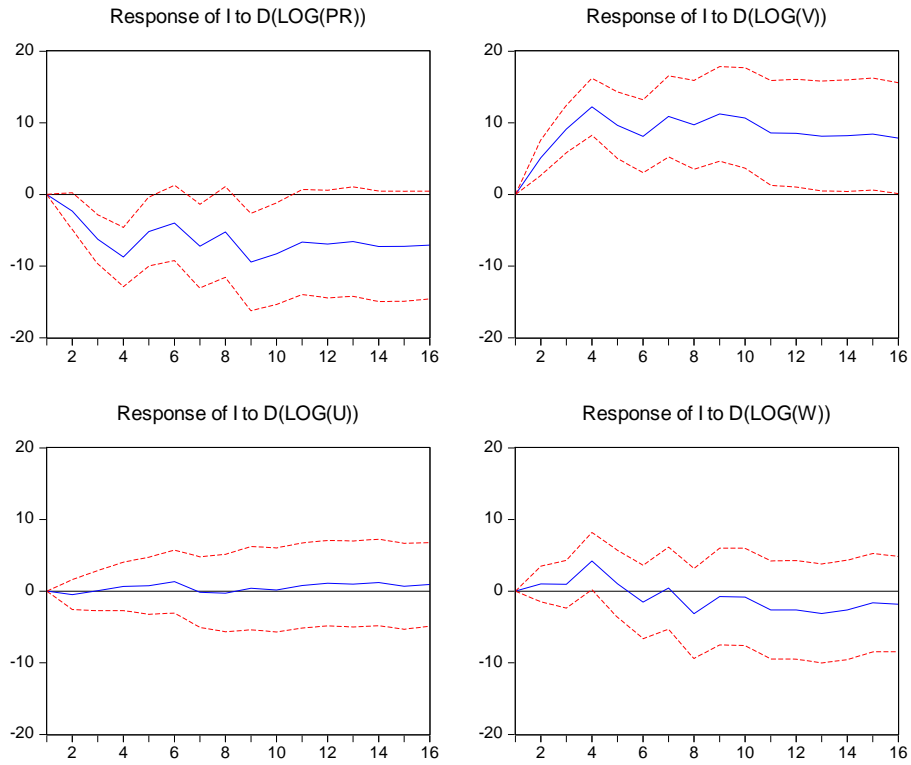 Response of I to D(LOG(PR))
20
10
0
-10
-20
2 4 6 8 10 12 14 16
Response of I to D(LOG(V))
20
10
0
-10
-20
2 4 6 8 10 12 14 16
Response of I to D(LOG(U))
20
10
0
-10
-20
2 4 6 8 10 12 14 16
Response of I to D(LOG(W))
20
10
0
-10
-20
2 4 6 8 10 12 14 16